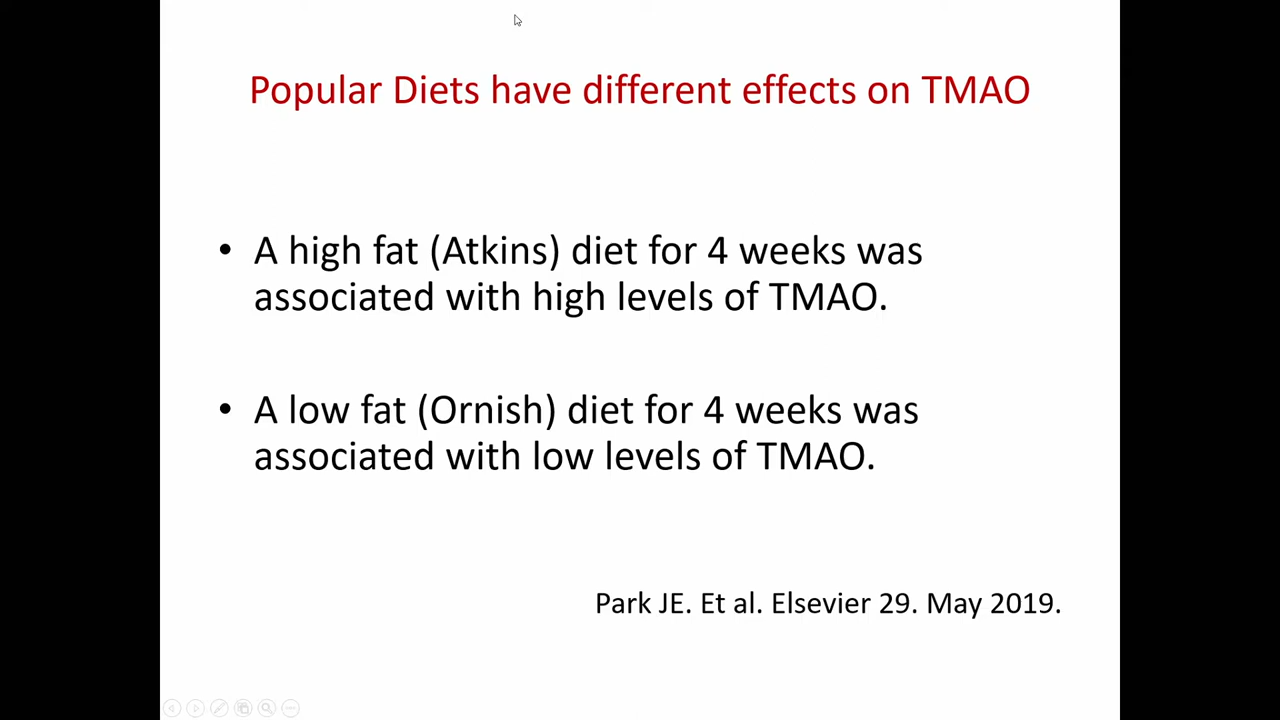 Popular Diets have different effects on TMAO
• A high fat (Atkins) diet for 4 weeks was
associated with high levels of TMAO.
• A low fat (Ornish) diet for 4 weeks was
associated with low levels of TMAO.
Park JE. Et al. Elsevier 29. May 2019.